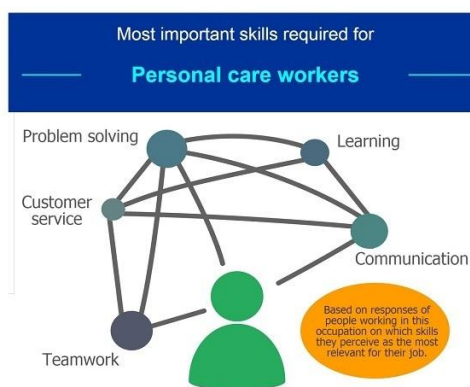 Most important skills required for
Personal care workers
Problem solving
Learning
Customer
service
Communication
Teamwork
Based on responses of
people working in this
occupation on which skills
they perceive as the most
relevant for their job.